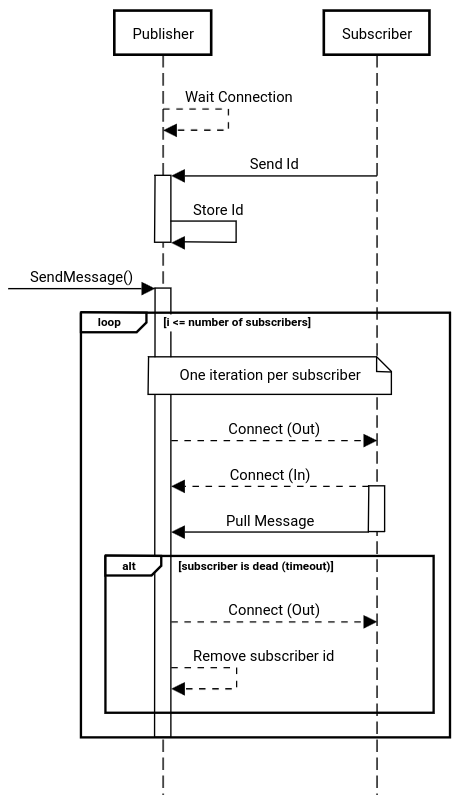 Publisher
Subscriber
Wait Connection
Send Id
Store Id
SendMessage()
loop
[i <= number of subscribers]
One iteration per subscriber
Connect (Out)
Connect (In)
Pull Message
alt
[subscriber is dead (timeout)]
Connect (Out)
Remove subscriber id